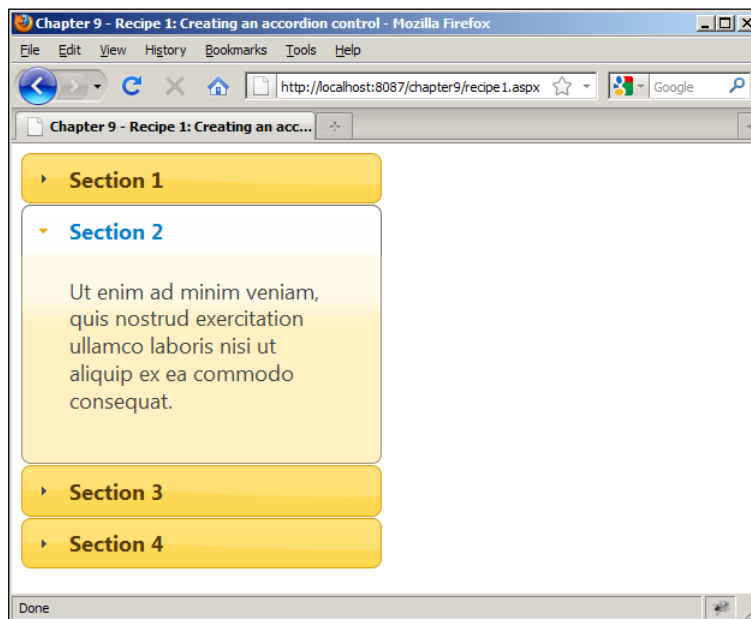 Chapter 9 - Recipe 1: Creating an accordion control - Mozilla Firefox
File Edit View History Bookmarks Tools Help
http://localhost:8087/chapter9/recipe1.aspx
Google
Chapter 9 - Recipe 1: Creating an acc...
Section 1
Section 2
Ut enim ad minim veniam,
quis nostrud exercitation
ullamco laboris nisi ut
aliquip ex ea commodo
consequat.
Section 3
Section 4
Done